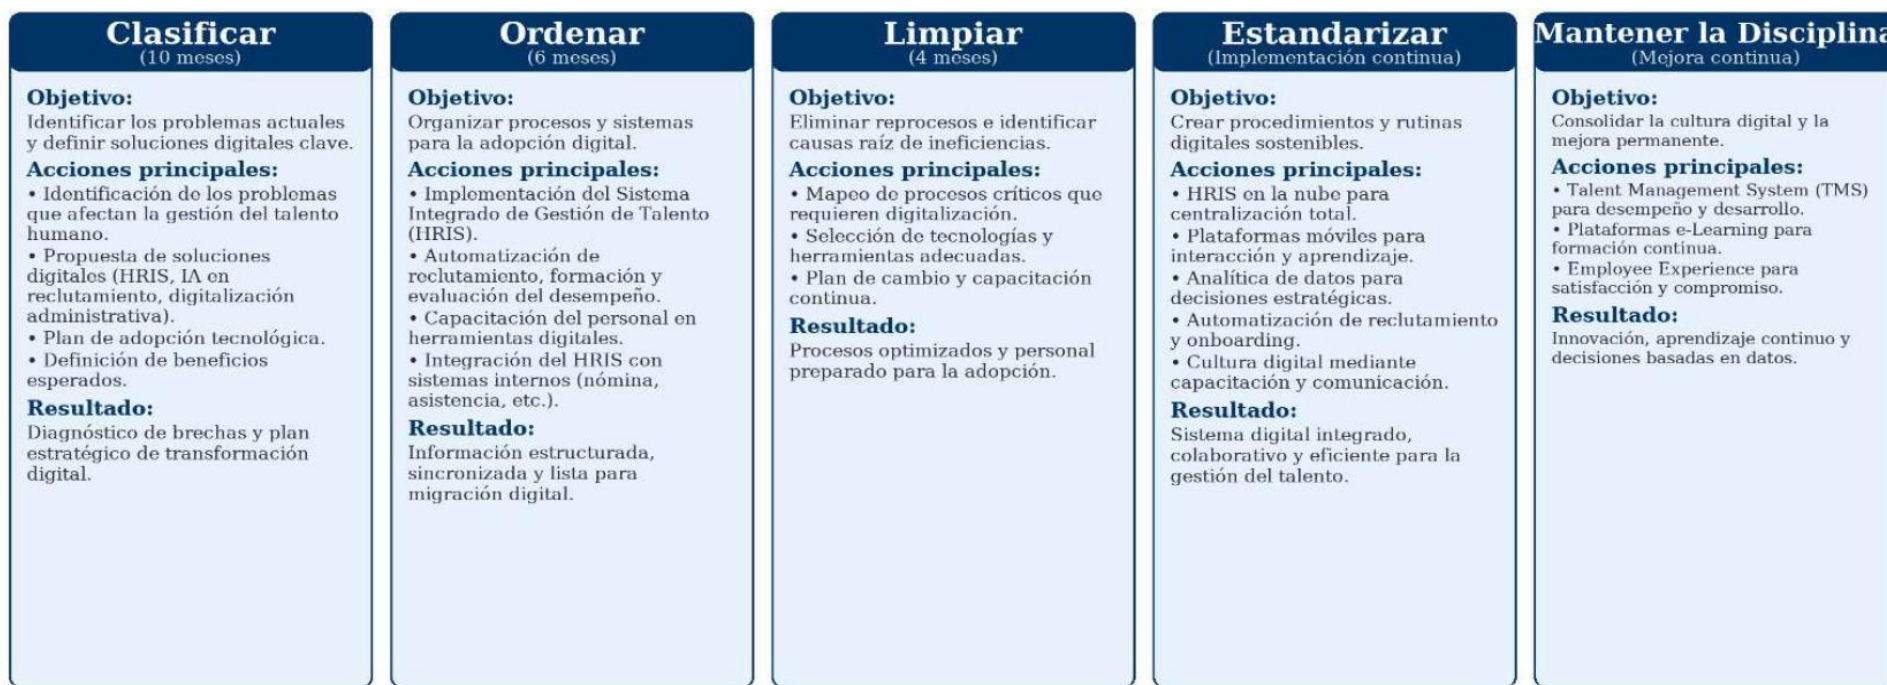 Clasificar
(10 meses)
Objetivo:
Identificar los problemas actuales
y definir soluciones digitales clave.
Acciones principales:
• Identificación de los problemas
que afectan la gestión del talento
humano.
• Propuesta de soluciones
digitales (HRIS, IA en
reclutamiento, digitalización
administrativa).
• Plan de adopción tecnológica.
• Definición de beneficios
esperados.
Resultado:
Diagnóstico de brechas y plan
estratégico de transformación
digital.
Ordenar
(6 meses)
Objetivo:
Organizar procesos y sistemas
para la adopción digital.
Acciones principales:
• Implementación del Sistema
Integrado de Gestión de Talento
(HRIS).
• Automatización de
reclutamiento, formación y
evaluación del desempeño.
• Capacitación del personal en
herramientas digitales.
• Integración del HRIS con
sistemas internos (nómina,
asistencia, etc.).
Resultado:
Información estructurada,
sincronizada y lista para
migración digital.
Limpiar
(4 meses)
Objetivo:
Eliminar reprocesos e identificar
causas raíz de ineficiencias.
Acciones principales:
• Mapeo de procesos críticos que
requieren digitalización.
• Selección de tecnologías y
herramientas adecuadas.
• Plan de cambio y capacitación
continua.
Resultado:
Procesos optimizados y personal
preparado para la adopción.
Estandarizar
(Implementación continua)
Objetivo:
Crear procedimientos y rutinas
digitales sostenibles.
Acciones principales:
• HRIS en la nube para
centralización total.
• Plataformas móviles para
interacción y aprendizaje.
• Analítica de datos para
decisiones estratégicas.
• Automatización de reclutamiento
y onboarding.
• Cultura digital mediante
capacitación y comunicación.
Resultado:
Sistema digital integrado,
colaborativo y eficiente para la
gestión del talento.
Mantener la Disciplina
(Mejora continua)
Objetivo:
Consolidar la cultura digital y la
mejora permanente.
Acciones principales:
• Talent Management System (TMS)
para desempeño y desarrollo.
• Plataformas e-Learning para
formación continua.
• Employee Experience para
satisfacción y compromiso.
Resultado:
Innovación, aprendizaje continuo y
decisiones basadas en datos.